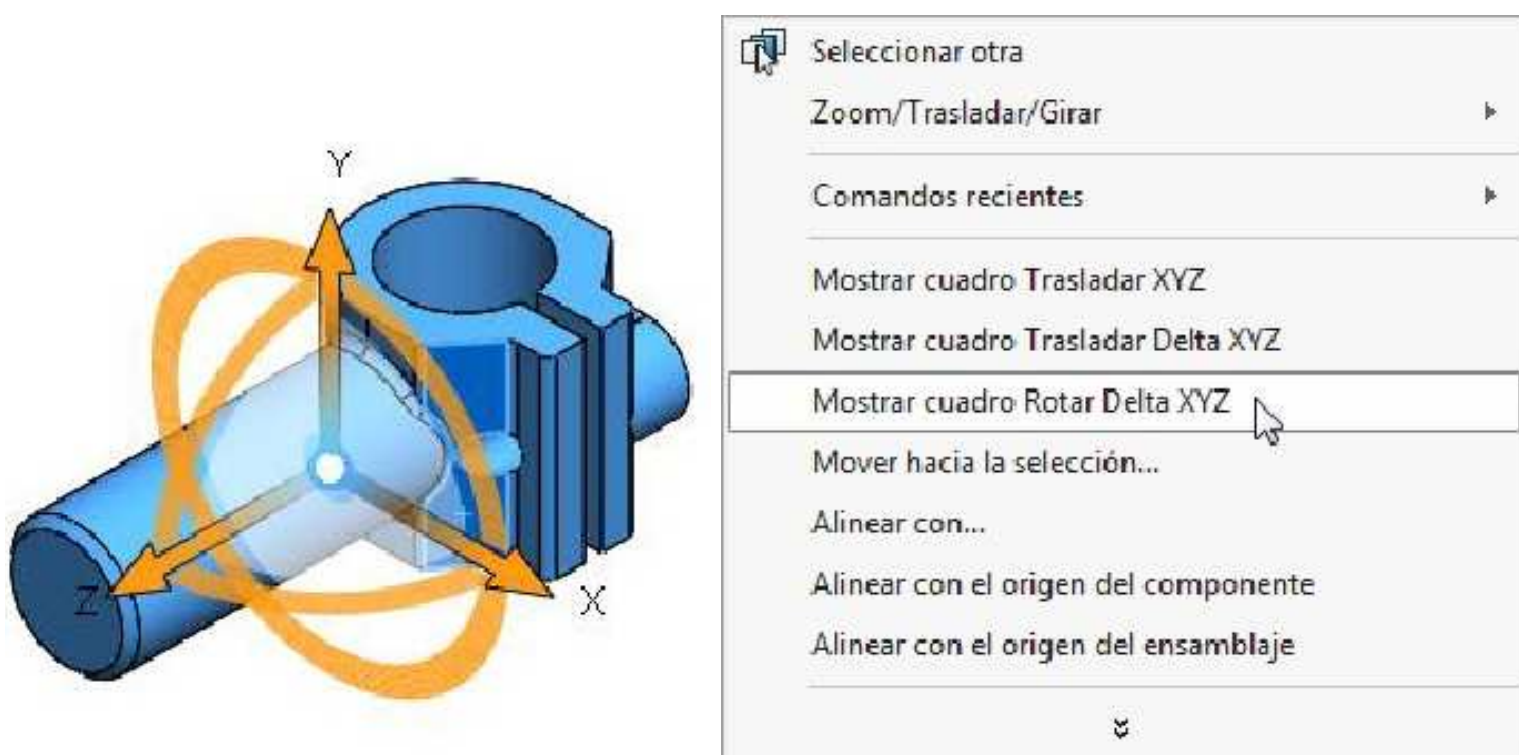 Y
Z
X
Seleccionar otra
Zoom/Trasladar/Girar
Comandos recientes
Mostrar cuadro Trasladar XYZ
Mostrar cuadro Trasladar Delta XYZ
Mostrar cuadro Rotar Delta XYZ
Mover hacia la selección...
Alinear con...
Alinear con el origen del componente
Alinear con el origen del ensamblaje